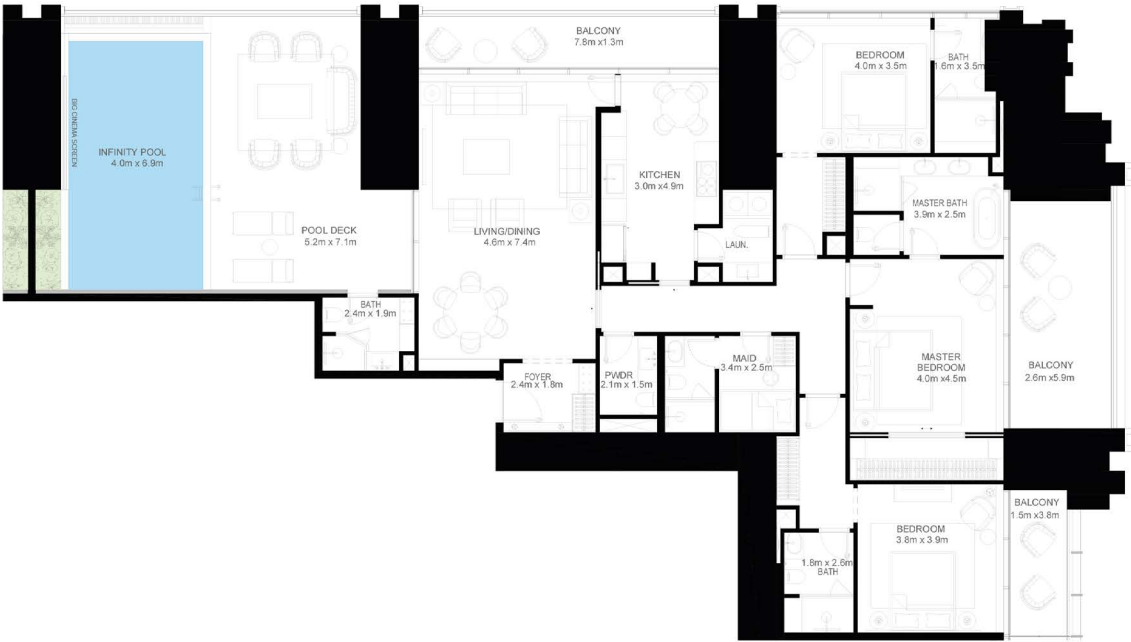 BALCONY
7.8m x1.3m
BEDROOM
4.0m x 3.5m
BATH
1.6m x 3.5m
BIG CINEMA SCREEN
INFINITY POOL
4.0m x 6.9m
KITCHEN
3.0m x4.9m
MASTER BATH
3.9m x 2.5m
POOL DECK
5.2m x 7.1m
LIVING/DINING
4.6m x 7.4m
LAUN.
BATH
2.4m x 1.9m
FOYER
2.4m x 1.8m
PWDR
2.1m x 1.5m
MAID
3.4m x 2.5m
MASTER
BEDROOM
4.0m x4.5m
BALCONY
2.6m x5.9m
BALCONY
1.5m x3.8m
BEDROOM
3.8m x 3.9m
1.8m x 2.6m
BATH